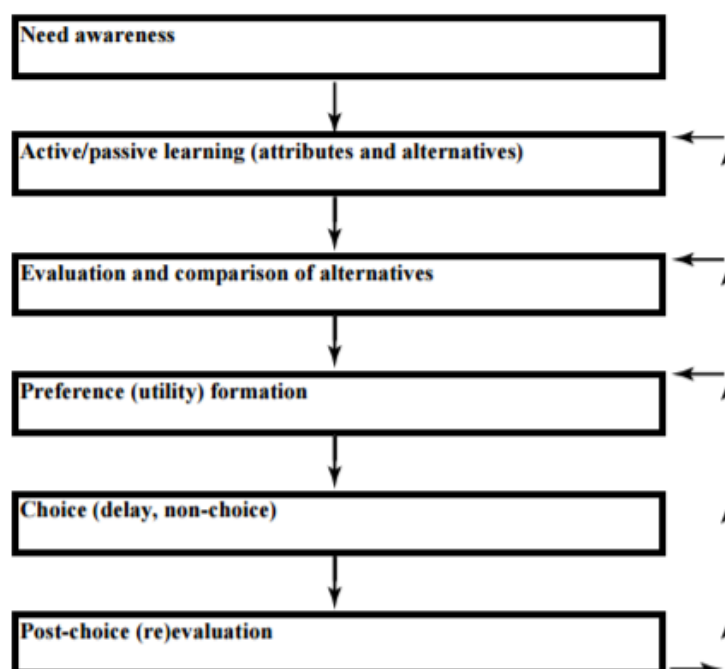 Need awareness
Active/passive learning (attributes and alternatives)
Evaluation and comparison of alternatives
Preference (utility) formation
Choice (delay, non-choice)
Post-choice (re)evaluation